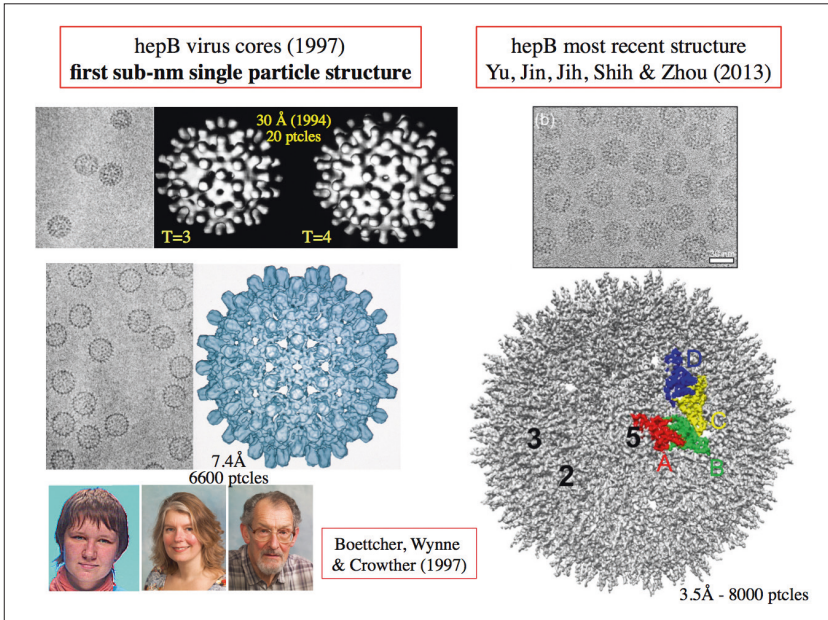 hepB virus cores (1997)
first sub-nm single particle structure
30 Å (1994)
20 ptcles
T=3
T=4
7.4Å
6600 ptcles
Boettcher, Wynne
& Crowther (1997)
hepB most recent structure
Yu, Jin, Jih, Shih & Zhou (2013)
(b)
D
C
3
5
A
B
2
3.5Å - 8000 ptcles